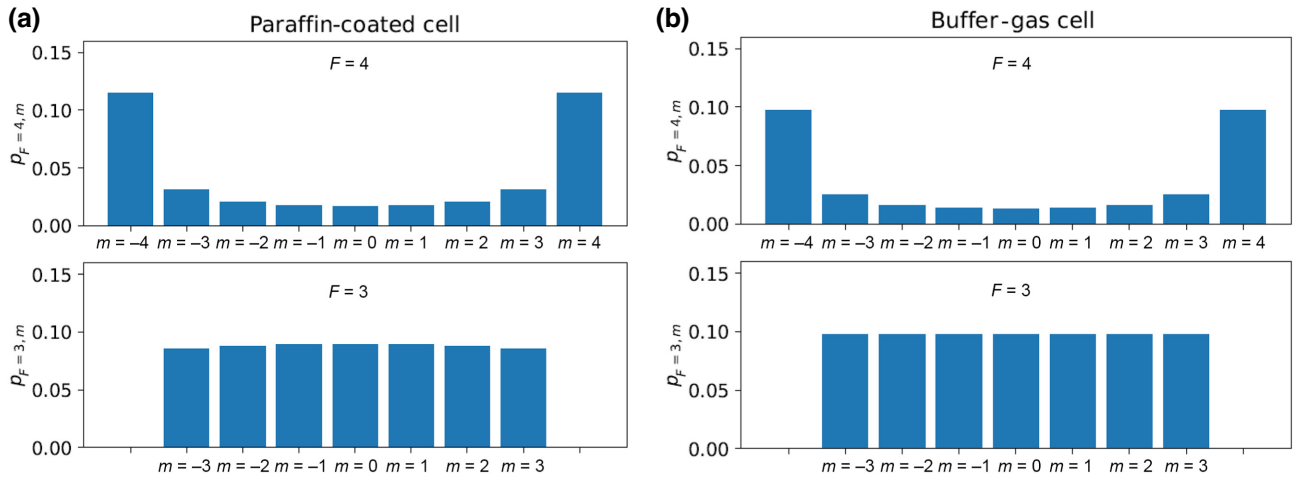 (a)
Paraffin-coated cell
F = 4
0.15
0.10
0.05
0.00
p_{F = 4, m}
m = –4 m = –3 m = –2 m = –1 m = 0 m = 1 m = 2 m = 3 m = 4
F = 3
0.15
0.10
0.05
0.00
p_{F = 3, m}
m = –3 m = –2 m = –1 m = 0 m = 1 m = 2 m = 3
(b)
Buffer-gas cell
F = 4
0.15
0.10
0.05
0.00
p_{F = 4, m}
m = –4 m = –3 m = –2 m = –1 m = 0 m = 1 m = 2 m = 3 m = 4
F = 3
0.15
0.10
0.05
0.00
p_{F = 3, m}
m = –3 m = –2 m = –1 m = 0 m = 1 m = 2 m = 3